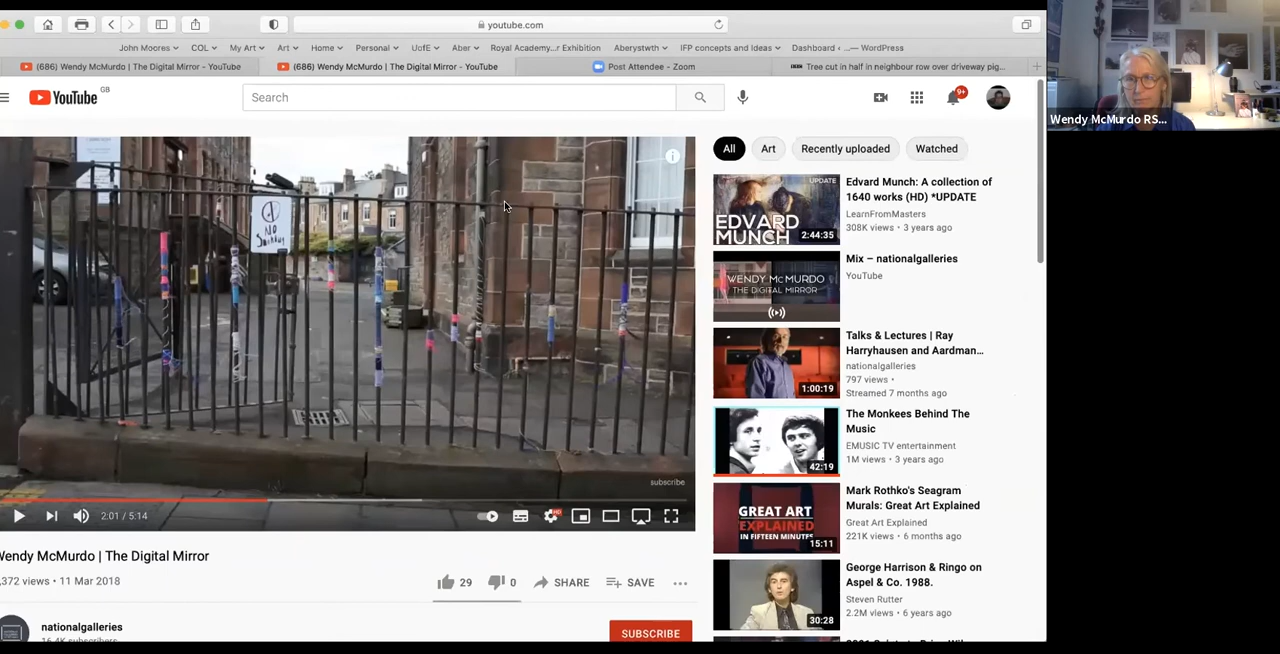 youtube.com
John Moores
COL
My Art
Art
Home
Personal
UofE
Aber
Royal Academy...r Exhibition
Aberystwth
IFP concepts and ideas
Dashboard ‹ ...— WordPress
(686) Wendy McMurdo | The Digital Mirror - YouTube
(686) Wendy McMurdo | The Digital Mirror - YouTube
Post Attendee - Zoom
Tree cut in half in neighbour row over driveway pig...
YouTube GB
Search
9+
Wendy McMurdo RS...
NO
SMOKING
subscribe
2:01 / 5:14
HD
Wendy McMurdo | The Digital Mirror
,372 views • 11 Mar 2018
29
0
SHARE
SAVE
nationalgalleries
16.4K subscribers
SUBSCRIBE
All
Art
Recently uploaded
Watched
UPDATE
EDVARD
MUNCH
2:44:35
Edvard Munch: A collection of
1640 works (HD) *UPDATE
LearnFromMasters
308K views • 3 years ago
WENDY McMURDO
THE DIGITAL MIRROR
Mix – nationalgalleries
YouTube
1:00:19
Talks & Lectures | Ray
Harryhausen and Aardman...
nationalgalleries
797 views •
Streamed 7 months ago
42:19
The Monkees Behind The
Music
EMUSIC TV entertainment
1M views • 3 years ago
GREAT ART
EXPLAINED
IN FIFTEEN MINUTES
15:11
Mark Rothko's Seagram
Murals: Great Art Explained
Great Art Explained
221K views • 6 months ago
30:28
George Harrison & Ringo on
Aspel & Co. 1988.
Steven Rutter
2.2M views • 6 years ago